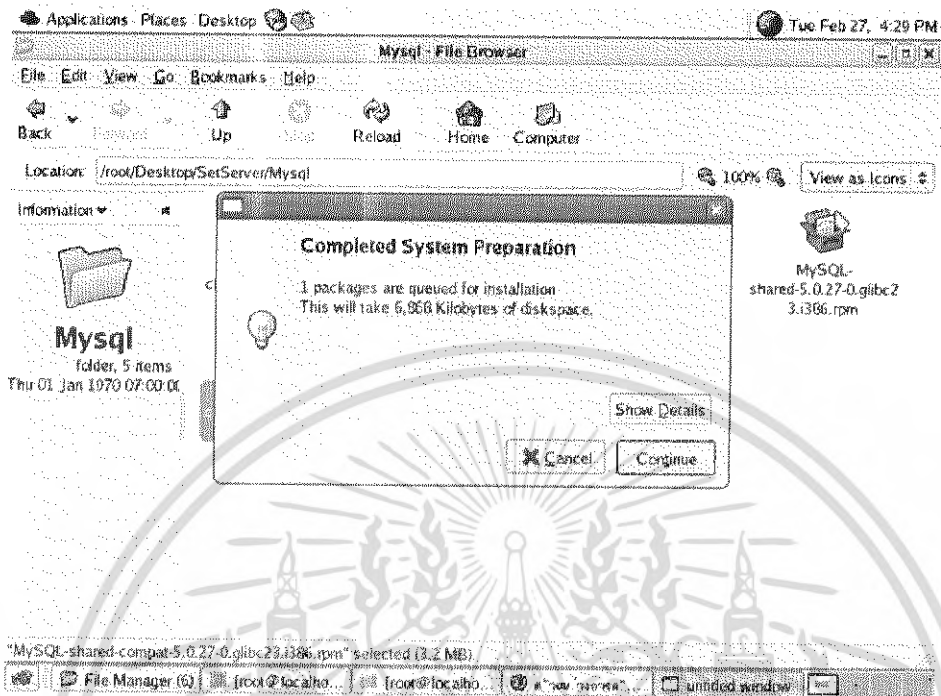 Applications Places Desktop
Tue Feb 27, 4:29 PM
Mysql - File Browser
File Edit View Go Bookmarks Help
Back Forward Up Stop Reload Home Computer
Location: /root/Desktop/SetServer/Mysql
100%
View as Icons
Information
Mysql
folder, 5 items
Thu 01 Jan 1970 07:00:00
Completed System Preparation
1 packages are queued for installation
This will take Kilobytes of diskspace.
Show Details
Cancel
Continue
MySQL-
shared-5.0.27-0.glibc2
3.i386.rpm
"MySQL-shared-compat-5.0.27-0.glibc23.i386.rpm" selected (3.2 MB)
File Manager (6)
[root@localho...
[root@localho...
untitled window